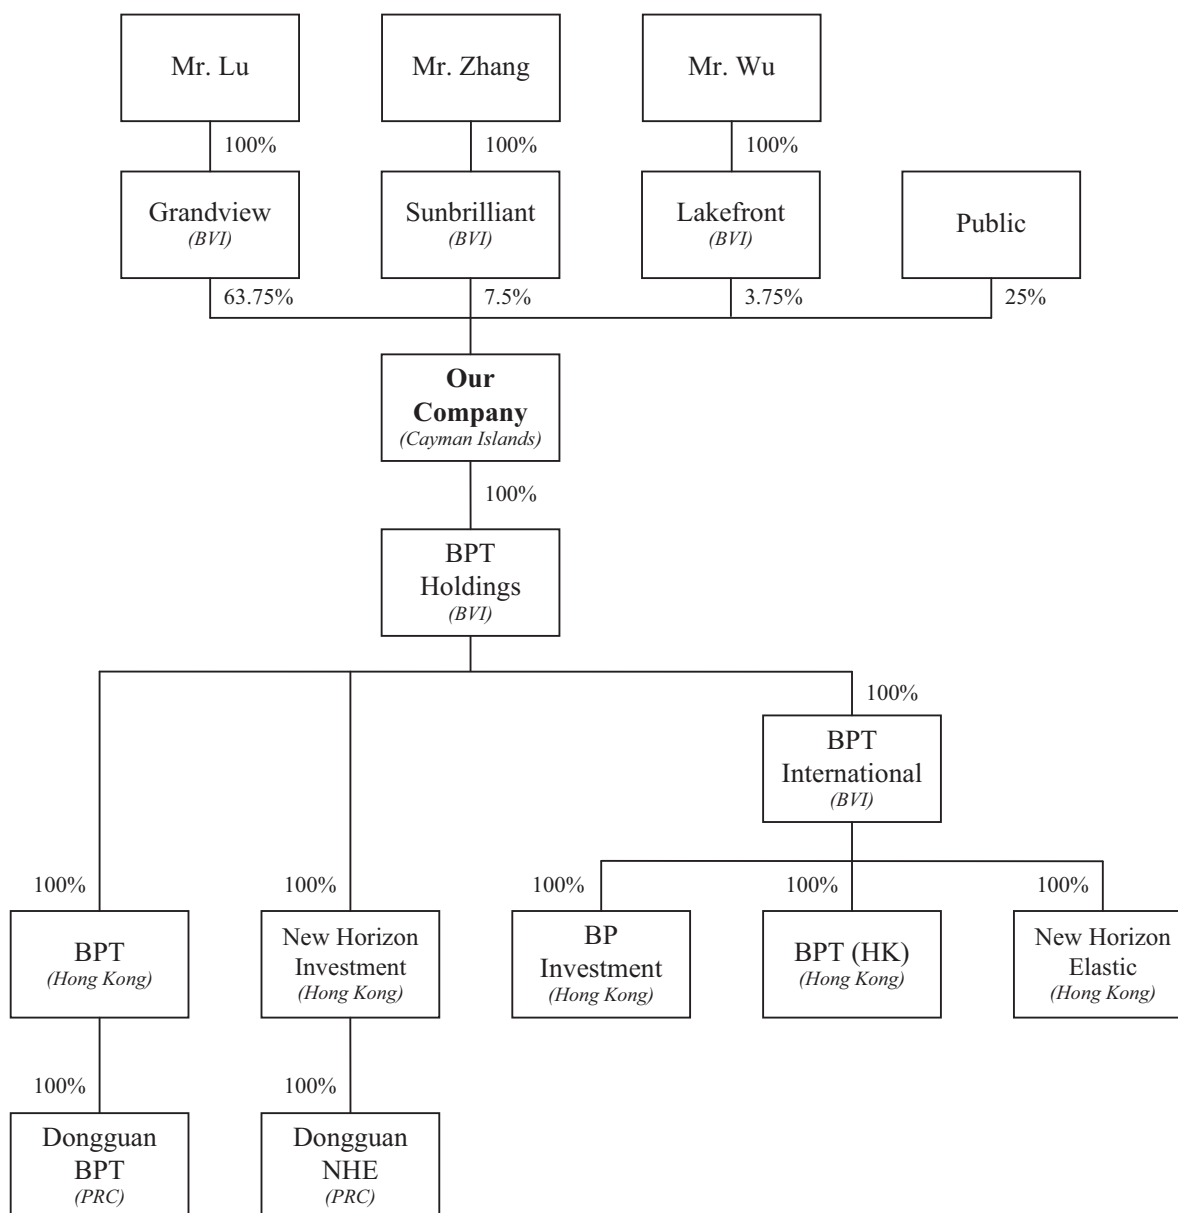 Mr. Lu
Mr. Zhang
Mr. Wu
100%
100%
100%
Grandview
(BVI)
Sunbrilliant
(BVI)
Lakefront
(BVI)
Public
63.75%
7.5%
3.75%
25%
Our
Company
(Cayman Islands)
100%
BPT
Holdings
(BVI)
100%
BPT
International
(BVI)
100%
100%
100%
100%
100%
BPT
(Hong Kong)
New Horizon
Investment
(Hong Kong)
BP
Investment
(Hong Kong)
BPT (HK)
(Hong Kong)
New Horizon
Elastic
(Hong Kong)
100%
100%
Dongguan
BPT
(PRC)
Dongguan
NHE
(PRC)